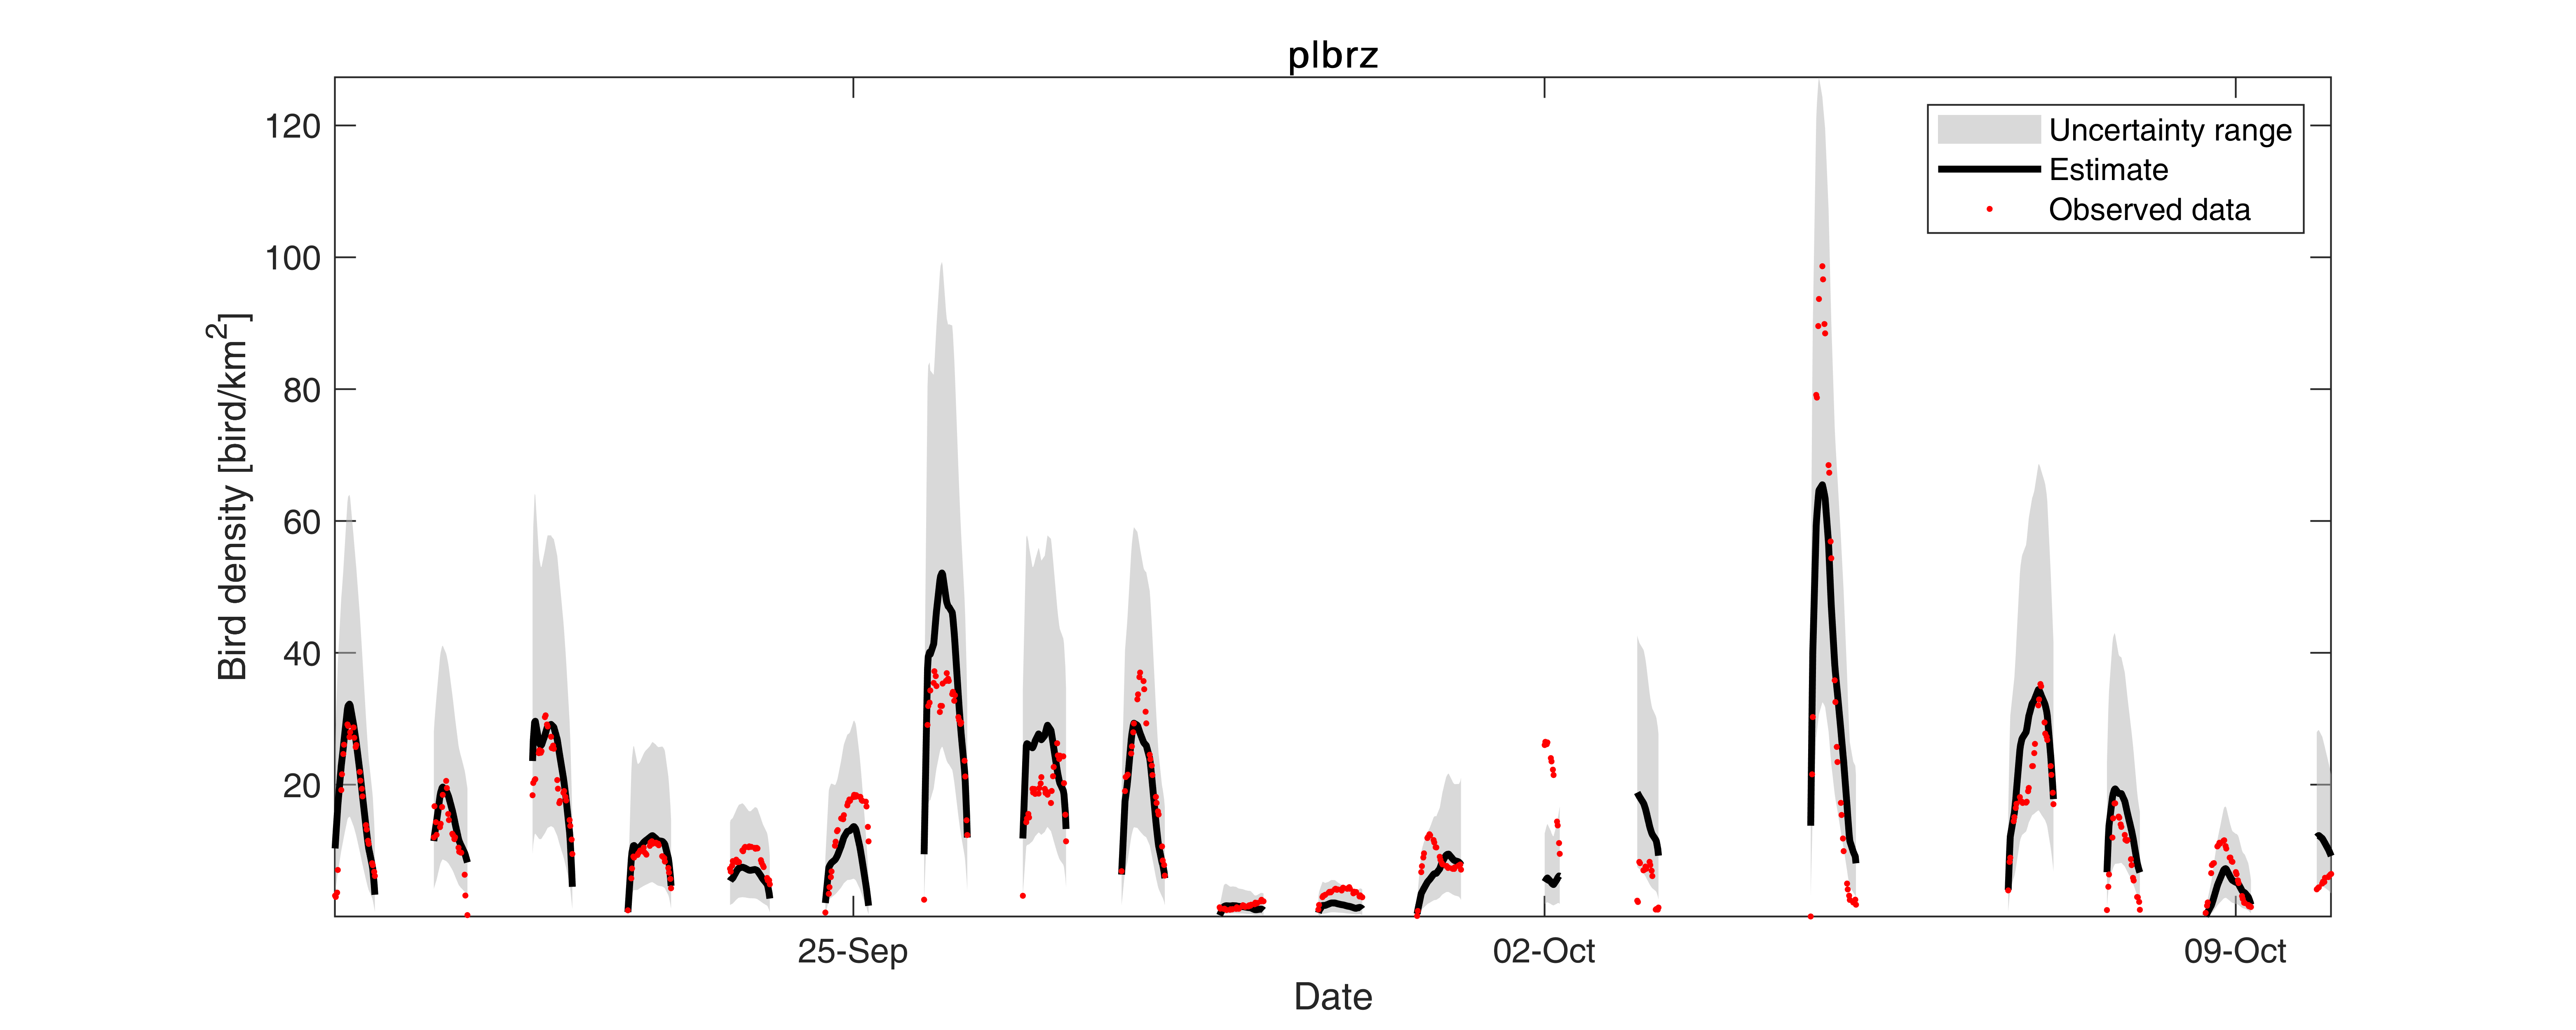 plbrz
120
100
80
60
40
20
Bird density [bird/km²]
Uncertainty range
Estimate
Observed data
25-Sep
02-Oct
09-Oct
Date